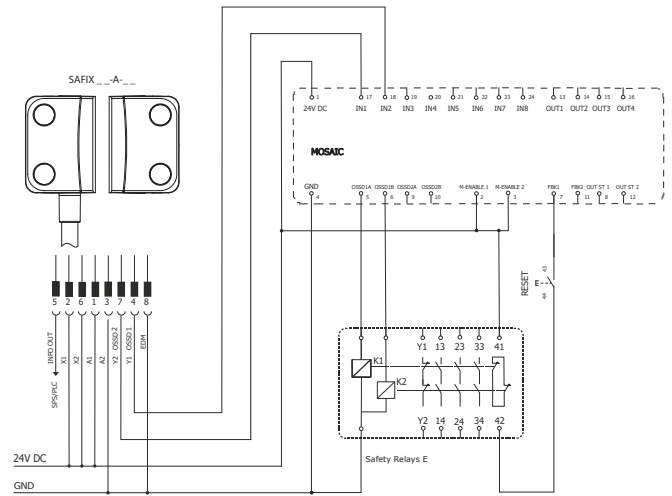 SAFIX _ _-A-_ _
1 17 18 19 20 21 22 23 24 13 14 15 16
24V DC IN1 IN2 IN3 IN4 IN5 IN6 IN7 IN8 OUT1 OUT2 OUT3 OUT4
MOSAIC
GND OSSD1A OSSD1B OSSD2A OSSD2B M-ENABLE 1 M-ENABLE 2 FBK1 FBK2 OUT ST 1 OUT ST 2
4 5 6 9 10 2 3 7 11 8 12
5 2 6 1 3 7 4 8
INFO OUT
SPS/PLC
X1
X2
A1
A2
Y2 OSSD 2
Y1 OSSD 1
EDM
RESET
E
43
44
Y1 13 23 33 41
K1
K2
Y2 14 24 34 42
Safety Relays E
24V DC
GND